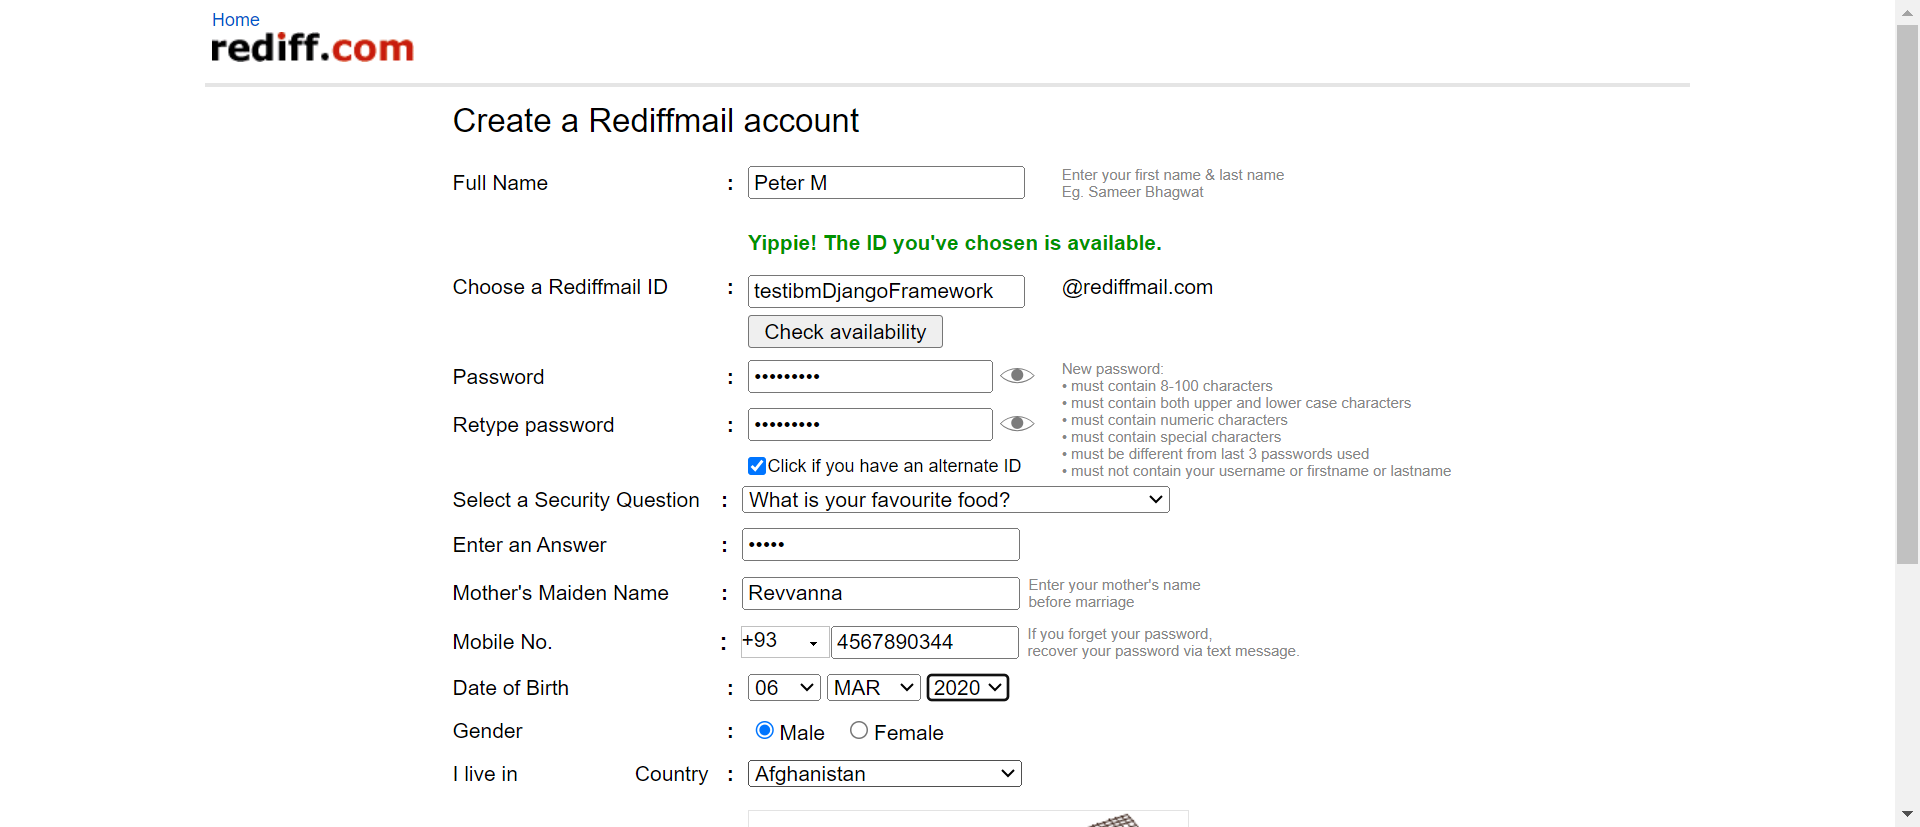 Home
rediff.com
Create a Rediffmail account
Full Name : Peter M
Enter your first name & last name
Eg. Sameer Bhagwat
Yippie! The ID you've chosen is available.
Choose a Rediffmail ID : testibmDjangoFramework @rediffmail.com
Check availability
Password : •••••••••
Retype password : •••••••••
New password:
• must contain 8-100 characters
• must contain both upper and lower case characters
• must contain numeric characters
• must contain special characters
• must be different from last 3 passwords used
• must not contain your username or firstname or lastname
Click if you have an alternate ID
Select a Security Question : What is your favourite food?
Enter an Answer : •••••
Mother's Maiden Name : Revvanna
Enter your mother's name
before marriage
Mobile No. : +93 4567890344
If you forget your password,
recover your password via text message.
Date of Birth : 06 MAR 2020
Gender : Male Female
I live in Country : Afghanistan